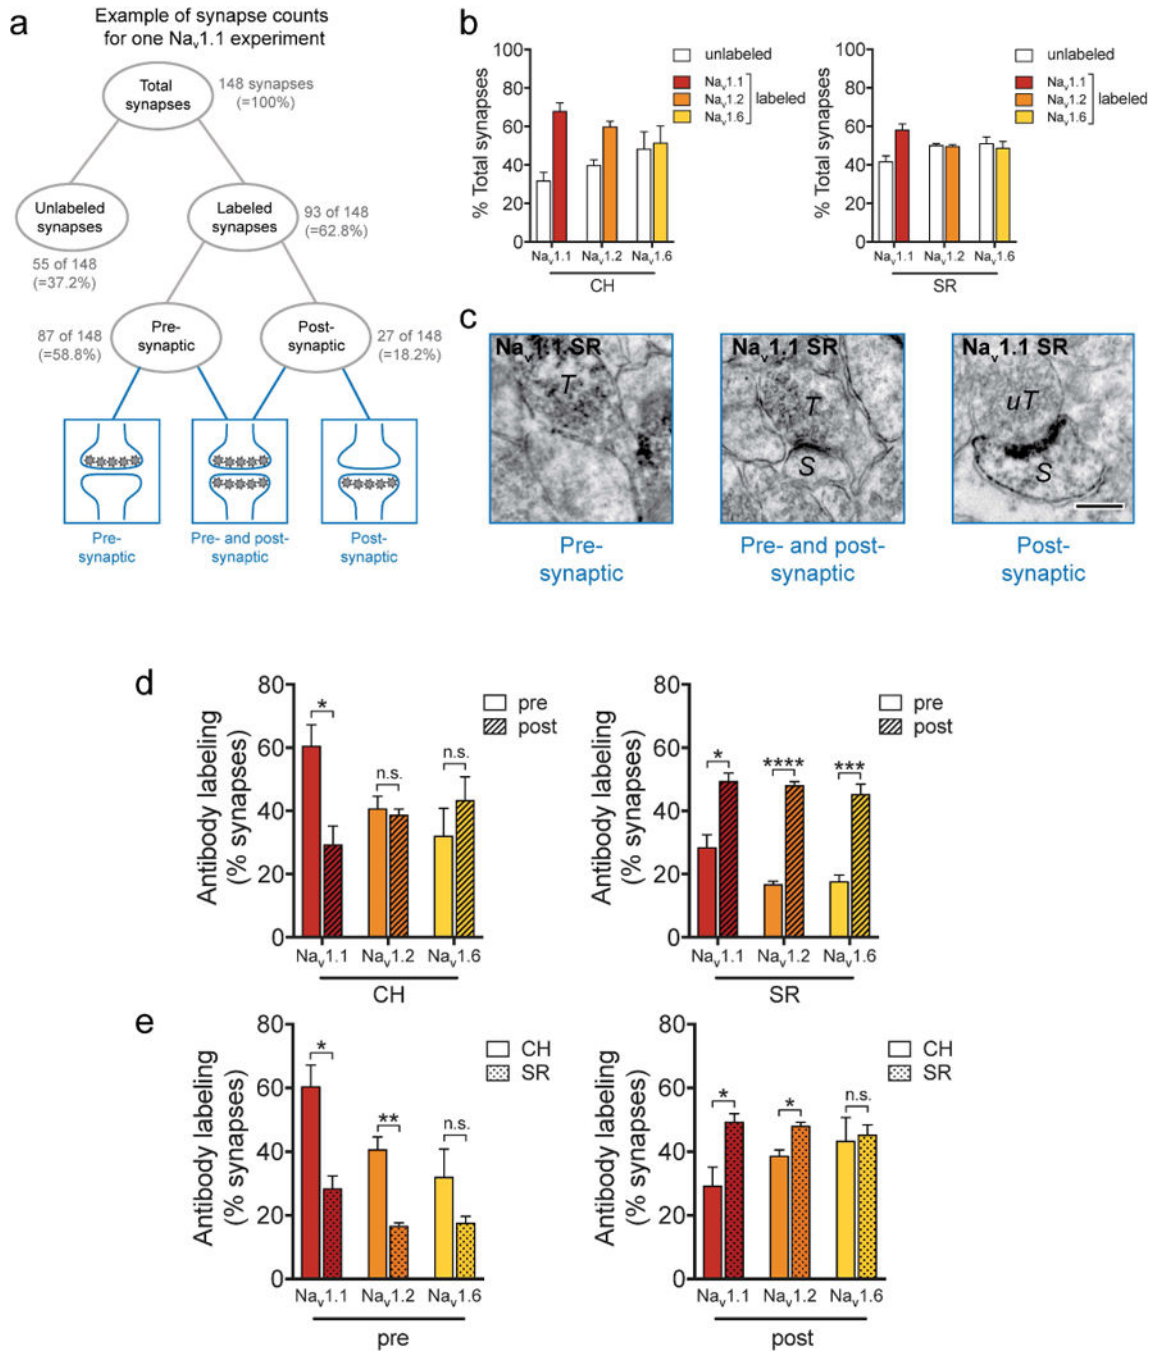 a
Example of synapse counts
for one Nav1.1 experiment
Total
synapses
148 synapses
(=100%)
Unlabeled
synapses
55 of 148
(=37.2%)
Labeled
synapses
93 of 148
(=62.8%)
87 of 148
(=58.8%)
Pre-
synaptic
Post-
synaptic
27 of 148
(=18.2%)
Pre-
synaptic
Pre- and post-
synaptic
Post-
synaptic
b
% Total synapses
100
80
60
40
20
0
unlabeled
Nav1.1
Nav1.2
Nav1.6
labeled
Nav1.1 Nav1.2 Nav1.6
CH
% Total synapses
100
80
60
40
20
0
unlabeled
Nav1.1
Nav1.2
Nav1.6
labeled
Nav1.1 Nav1.2 Nav1.6
SR
c
Nav1.1 SR
T
Pre-
synaptic
Nav1.1 SR
T
S
Pre- and post-
synaptic
Nav1.1 SR
uT
S
Post-
synaptic
d
Antibody labeling
(% synapses)
80
60
40
20
0
pre
post
* n.s. n.s.
Nav1.1 Nav1.2 Nav1.6
CH
Antibody labeling
(% synapses)
80
60
40
20
0
pre
post
* **** ***
Nav1.1 Nav1.2 Nav1.6
SR
e
Antibody labeling
(% synapses)
80
60
40
20
0
CH
SR
* ** n.s.
Nav1.1 Nav1.2 Nav1.6
pre
Antibody labeling
(% synapses)
80
60
40
20
0
CH
SR
* * n.s.
Nav1.1 Nav1.2 Nav1.6
post